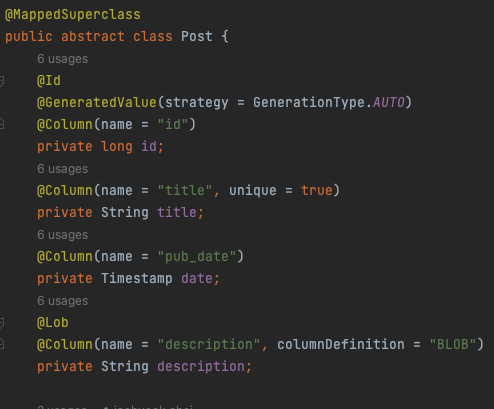 @MappedSuperclass
public abstract class Post {
6 usages
@Id
@GeneratedValue(strategy = GenerationType.AUTO)
@Column(name = "id")
private long id;
6 usages
@Column(name = "title", unique = true)
private String title;
6 usages
@Column(name = "pub_date")
private Timestamp date;
6 usages
@Lob
@Column(name = "description", columnDefinition = "BLOB")
private String description;